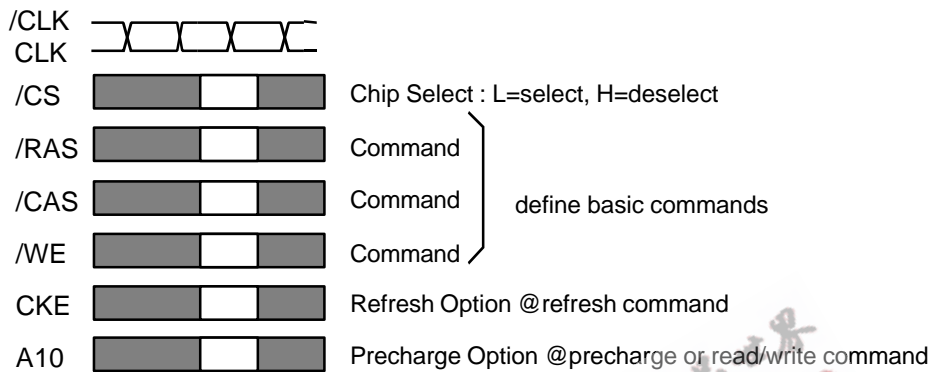 /CLK
CLK
/CS Chip Select : L=select, H=deselect
/RAS Command
/CAS Command define basic commands
/WE Command
CKE Refresh Option @refresh command
A10 Precharge Option @precharge or read/write command